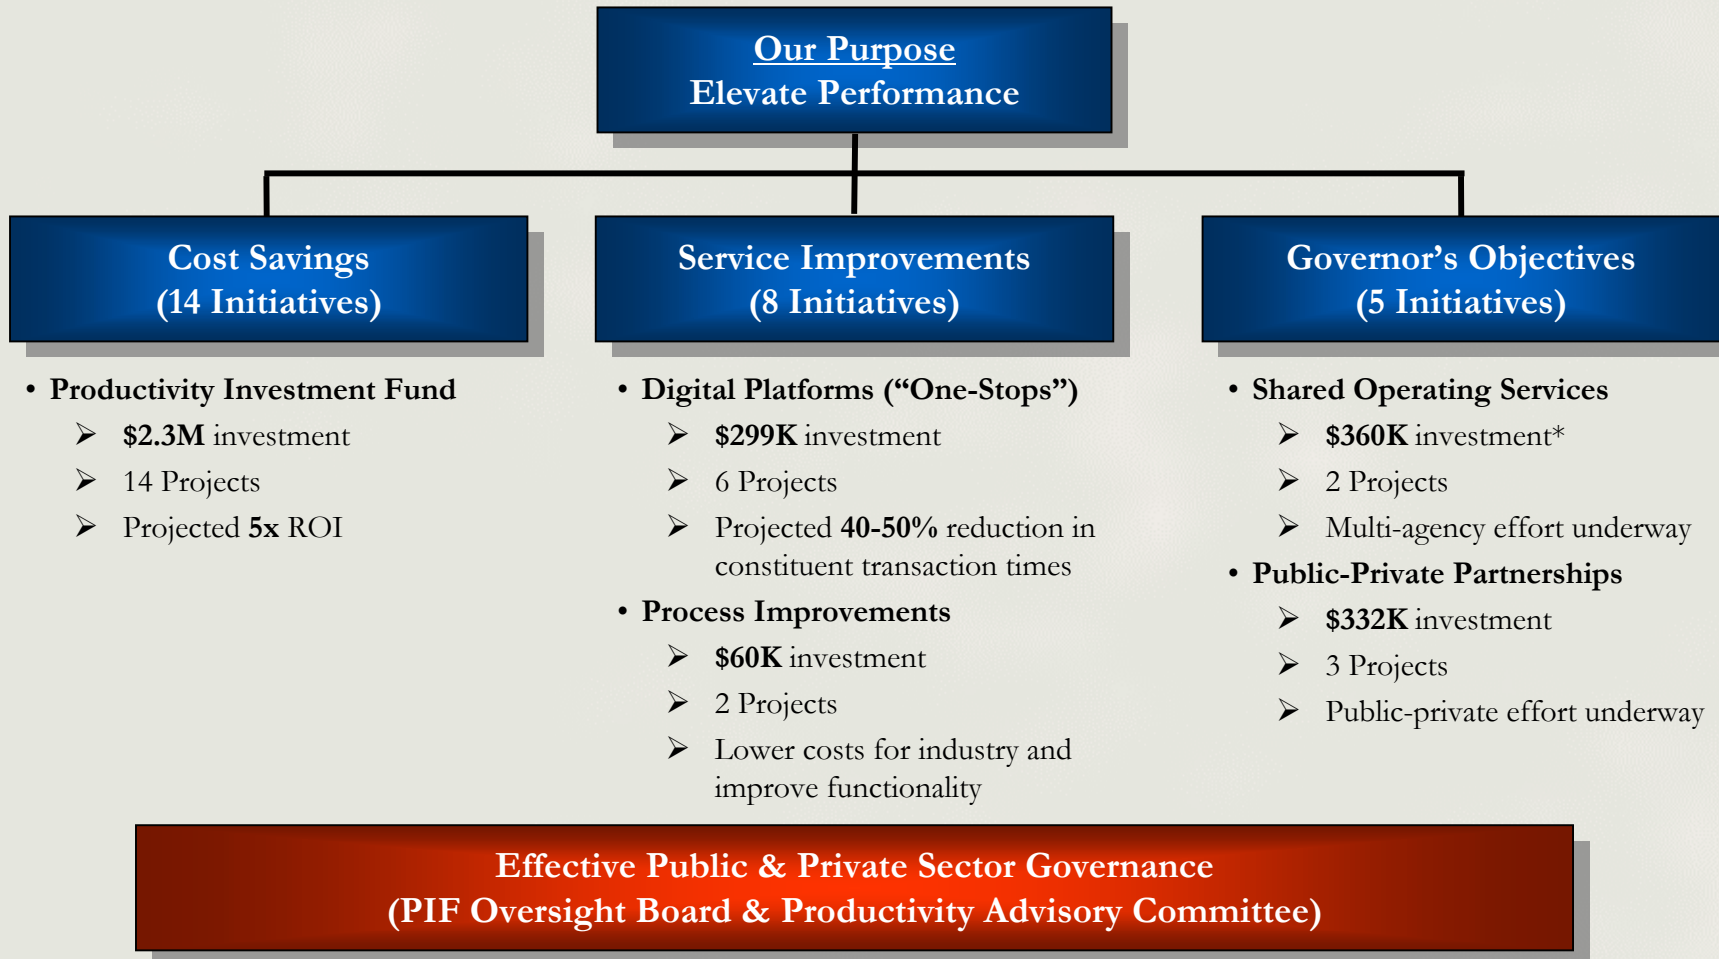 Our Purpose
Elevate Performance
Cost Savings
(14 Initiatives)
• Productivity Investment Fund
➢ $2.3M investment
➢ 14 Projects
➢ Projected 5x ROI
Service Improvements
(8 Initiatives)
• Digital Platforms (“One-Stops”)
➢ $299K investment
➢ 6 Projects
➢ Projected 40-50% reduction in
constituent transaction times
• Process Improvements
➢ $60K investment
➢ 2 Projects
➢ Lower costs for industry and
improve functionality
Governor’s Objectives
(5 Initiatives)
• Shared Operating Services
➢ $360K investment*
➢ 2 Projects
➢ Multi-agency effort underway
• Public-Private Partnerships
➢ $332K investment
➢ 3 Projects
➢ Public-private effort underway
Effective Public & Private Sector Governance
(PIF Oversight Board & Productivity Advisory Committee)